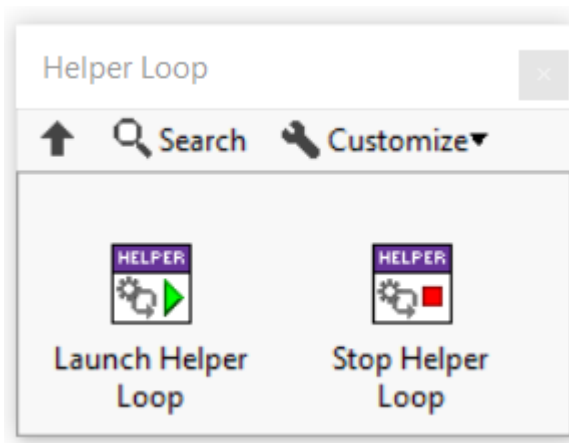 Helper Loop
Search Customize
HELPER HELPER
Launch Helper Stop Helper
Loop Loop